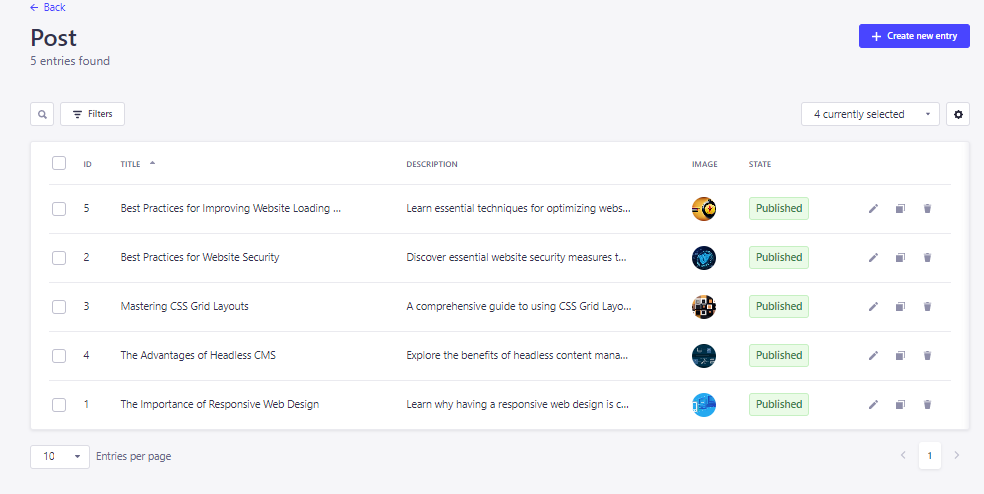 Back
Post
Create new entry
5 entries found
Filters
4 currently selected
ID TITLE DESCRIPTION IMAGE STATE
5 Best Practices for Improving Website Loading ... Learn essential techniques for optimizing webs... Published
2 Best Practices for Website Security Discover essential website security measures t... Published
3 Mastering CSS Grid Layouts A comprehensive guide to using CSS Grid Layo... Published
4 The Advantages of Headless CMS Explore the benefits of headless content mana... Published
1 The Importance of Responsive Web Design Learn why having a responsive web design is c... Published
10 Entries per page 1